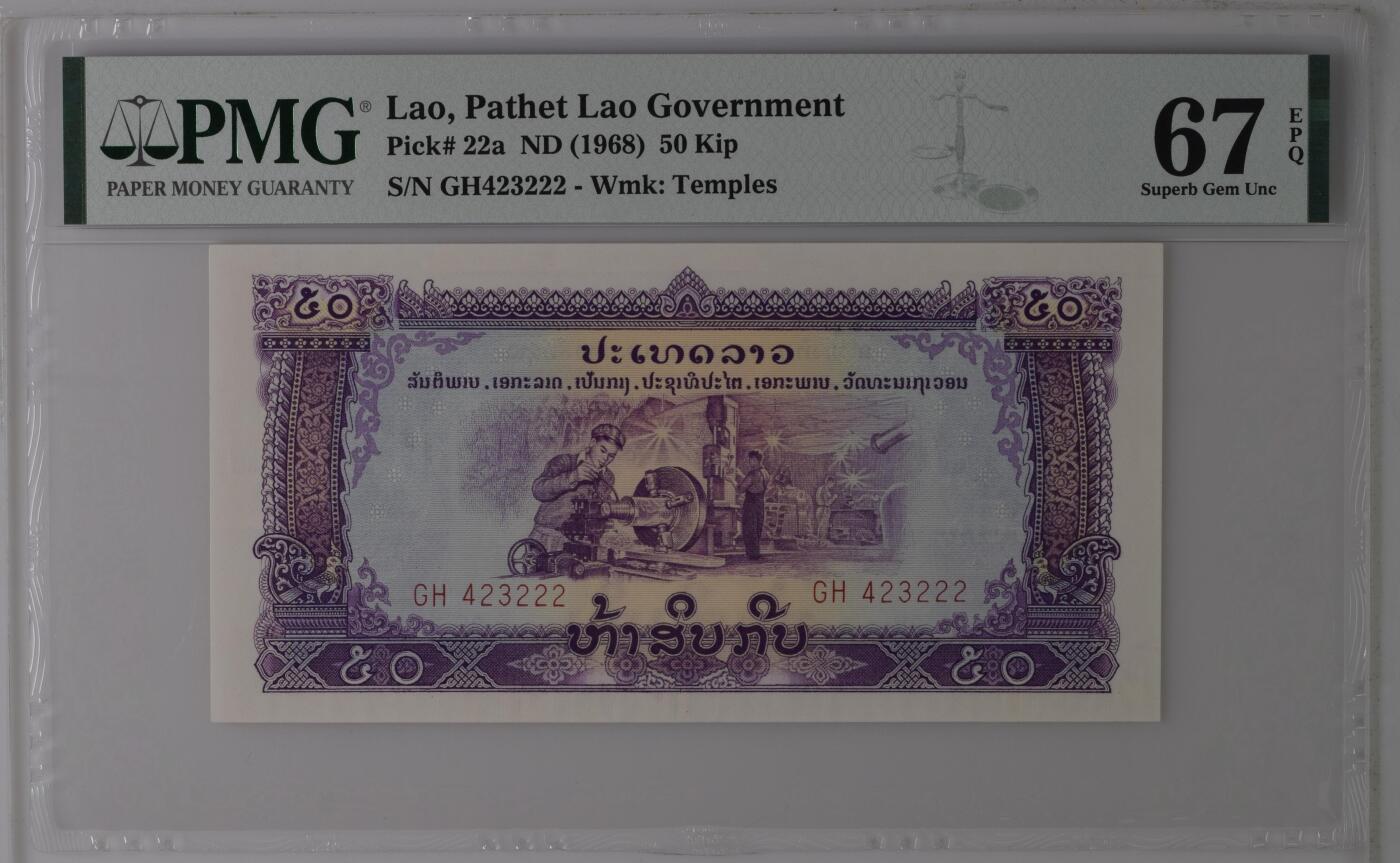 PMG®
PAPER MONEY GUARANTY
Lao, Pathet Lao Government
Pick# 22a ND (1968) 50 Kip
S/N GH423222 - Wmk: Temples
67
EPQ
Superb Gem Unc
໕໐ ໕໐
ປະເທດລາວ
ສັນຕິພາບ . ເອກະລາດ . ເປັນກາງ . ປະຊາທິປະໄຕ . ເອກະພາບ . ວັດທະນະຖາວອນ
GH 423222 GH 423222
ຫ້າສິບກີບ
໕໐ ໕໐